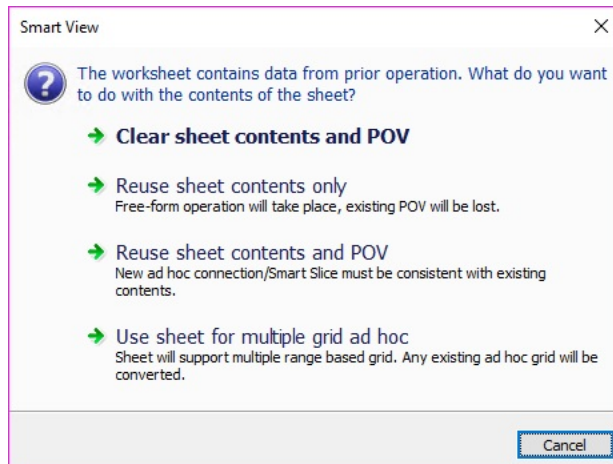 Smart View
The worksheet contains data from prior operation. What do you want
to do with the contents of the sheet?
Clear sheet contents and POV
Reuse sheet contents only
Free-form operation will take place, existing POV will be lost.
Reuse sheet contents and POV
New ad hoc connection/Smart Slice must be consistent with existing
contents.
Use sheet for multiple grid ad hoc
Sheet will support multiple range based grid. Any existing ad hoc grid will be
converted.
Cancel